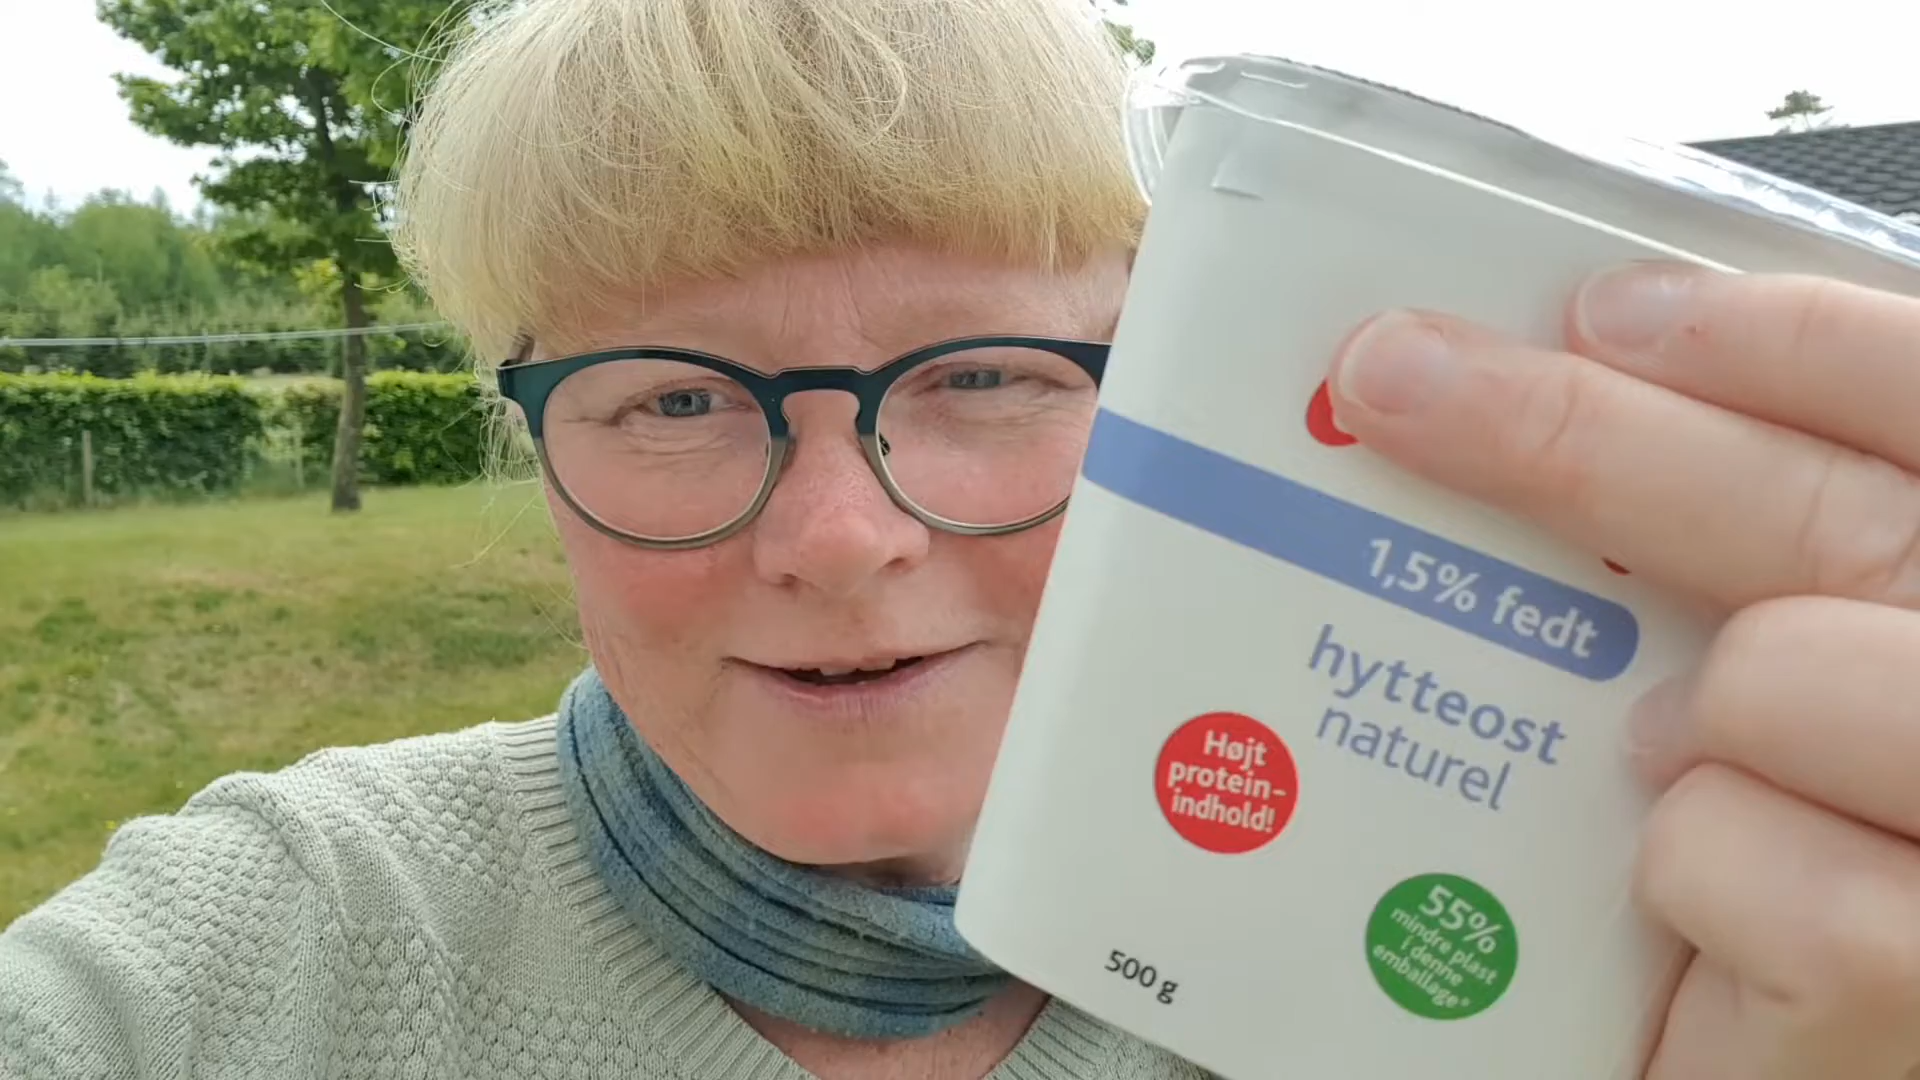 1,5% fedt
hytteost
naturel
Højt
protein-
indhold!
55%
mindre plast
i denne
emballage*
500 g